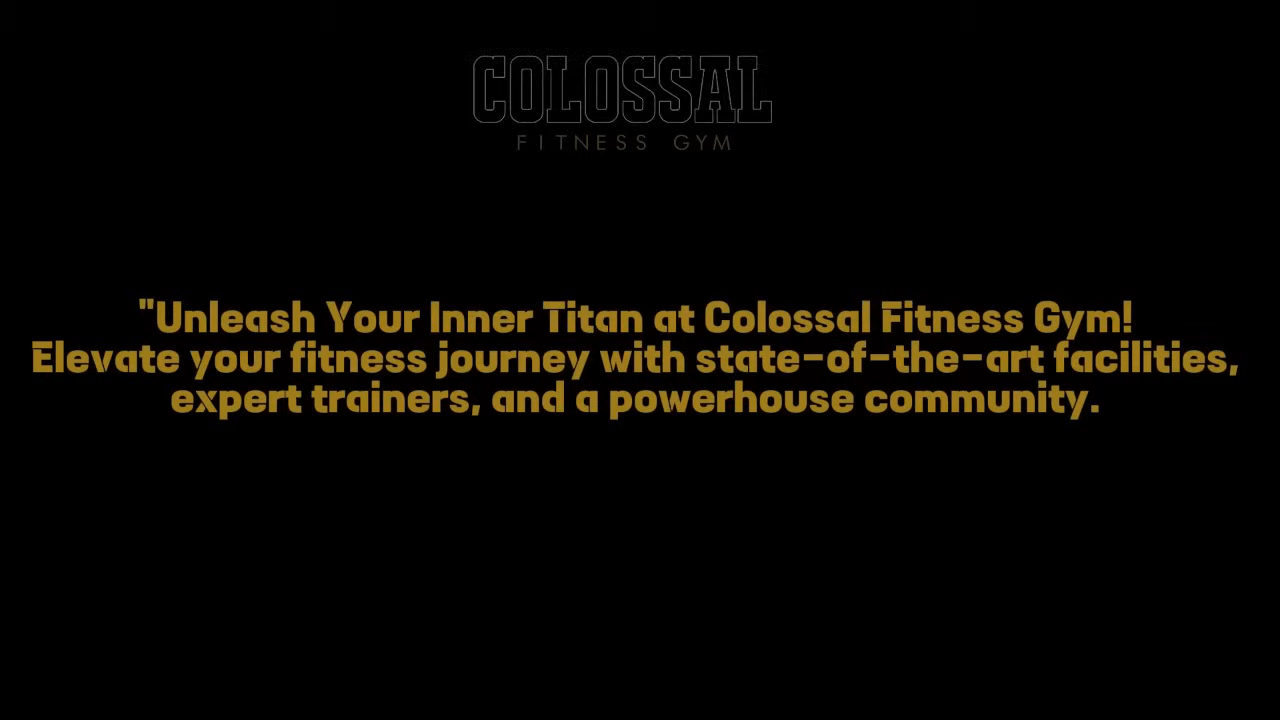 COLOSSAL
FITNESS GYM
"Unleash Your Inner Titan at Colossal Fitness Gym!
Elevate your fitness journey with state-of-the-art facilities,
expert trainers, and a powerhouse community.